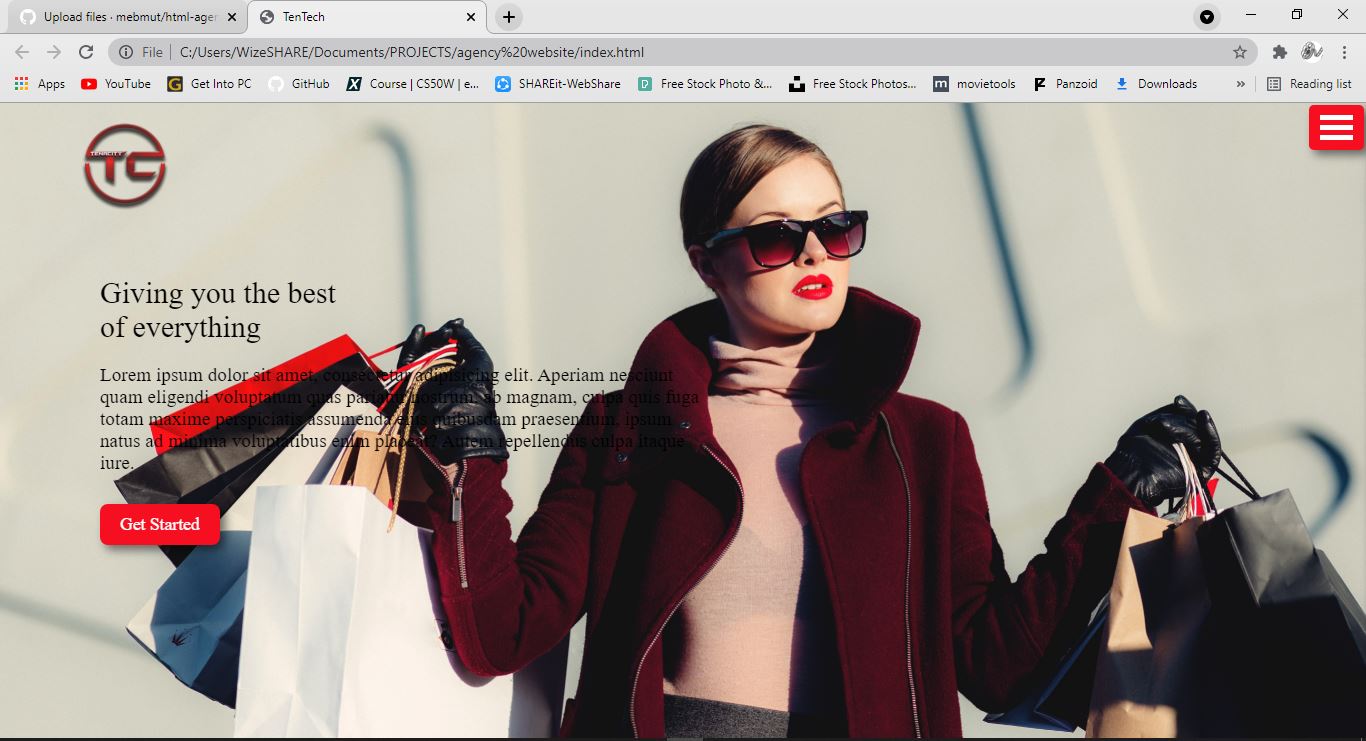 Upload files · mebmut/html-ager
TenTech
File
C:/Users/WizeSHARE/Documents/PROJECTS/agency%20website/index.html
Apps
YouTube
Get Into PC
GitHub
Course | CS50W | e...
SHAREit-WebShare
Free Stock Photo &...
Free Stock Photos...
movietools
Panzoid
Downloads
»
Reading list
TENACITY
TC
Giving you the best
of everything
Lorem ipsum dolor sit amet, consectetur adipisicing elit. Aperiam nesciunt
quam eligendi voluptatum quas pariatur nostrum, ab magnam, culpa quis fuga
totam maxime perspiciatis assumenda eius quibusdam praesentium, ipsum
natus ad minima voluptatibus enim placeat? Autem repellendus culpa itaque
iure.
Get Started